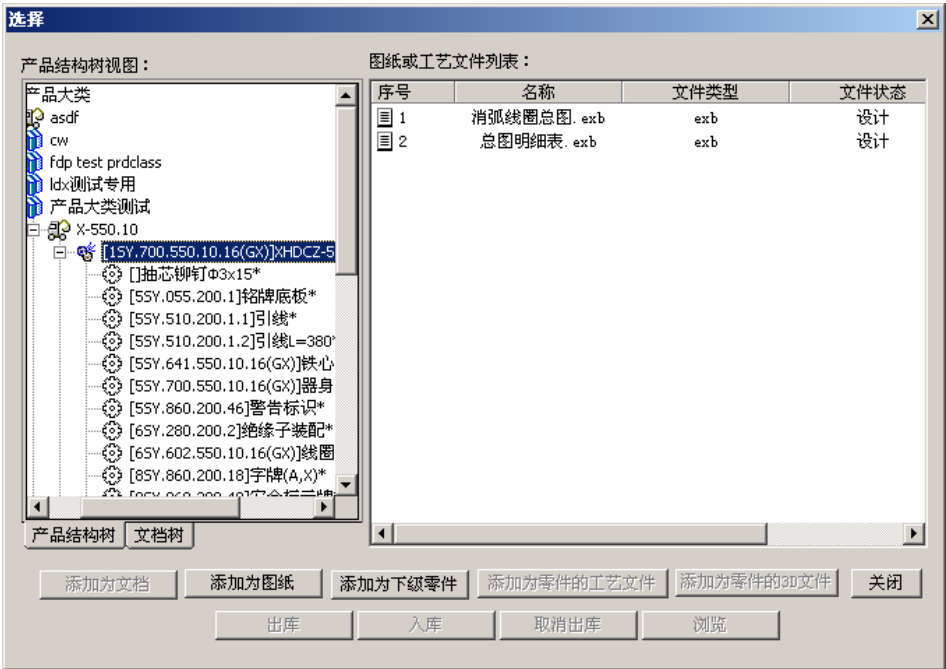 选择
产品结构树视图：
图纸或工艺文件列表：
产品大类
asdf
cw
fdp test prdclass
ldx测试专用
产品大类测试
X-550.10
[1SY.700.550.10.16(GX)]XHDCZ-5
[]抽芯铆钉Φ3x15*
[5SY.055.200.1]铭牌底板*
[5SY.510.200.1.1]引线*
[5SY.510.200.1.2]引线L=380*
[5SY.641.550.10.16(GX)]铁心
[5SY.700.550.10.16(GX)]器身
[5SY.860.200.46]警告标识*
[6SY.280.200.2]绝缘子装配*
[6SY.602.550.10.16(GX)]线圈
[8SY.860.200.18]字牌(A,X)*
产品结构树 文档树
序号 名称 文件类型 文件状态
1 消弧线圈总图.exb exb 设计
2 总图明细表.exb exb 设计
添加为文档 添加为图纸 添加为下级零件 添加为零件的工艺文件 添加为零件的3D文件 关闭
出库 入库 取消出库 浏览